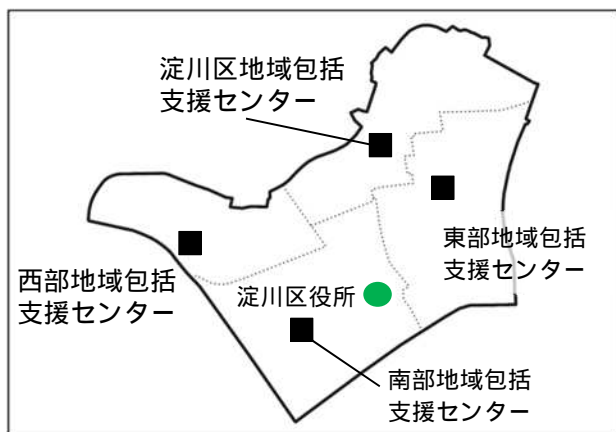 淀川区地域包括
支援センター
東部地域包括
支援センター
西部地域包括
支援センター
淀川区役所
南部地域包括
支援センター